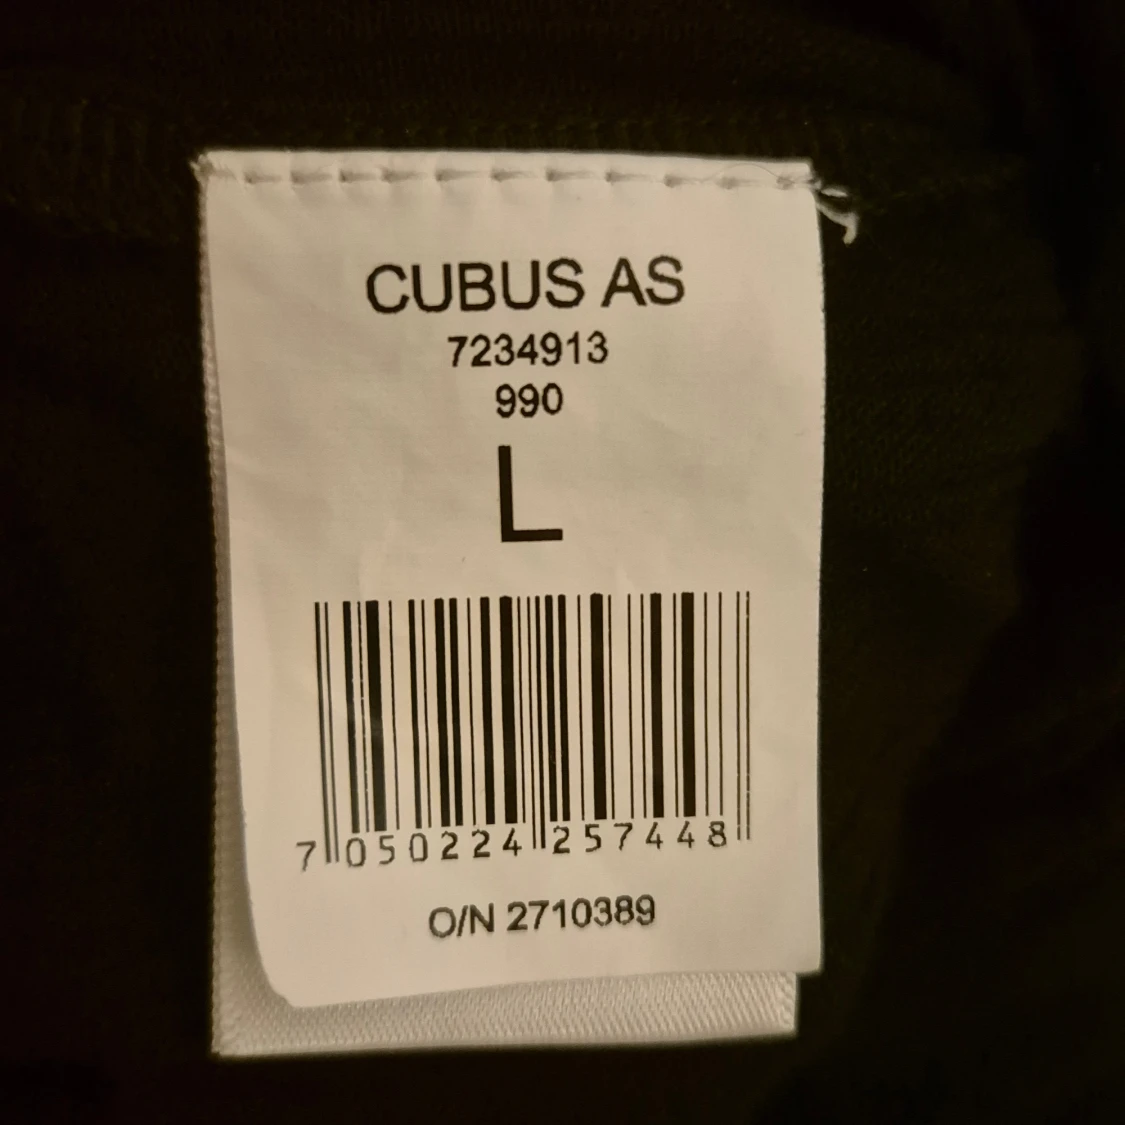 CUBUS AS
7234913
990
L
7 050224 257448
O/N 2710389